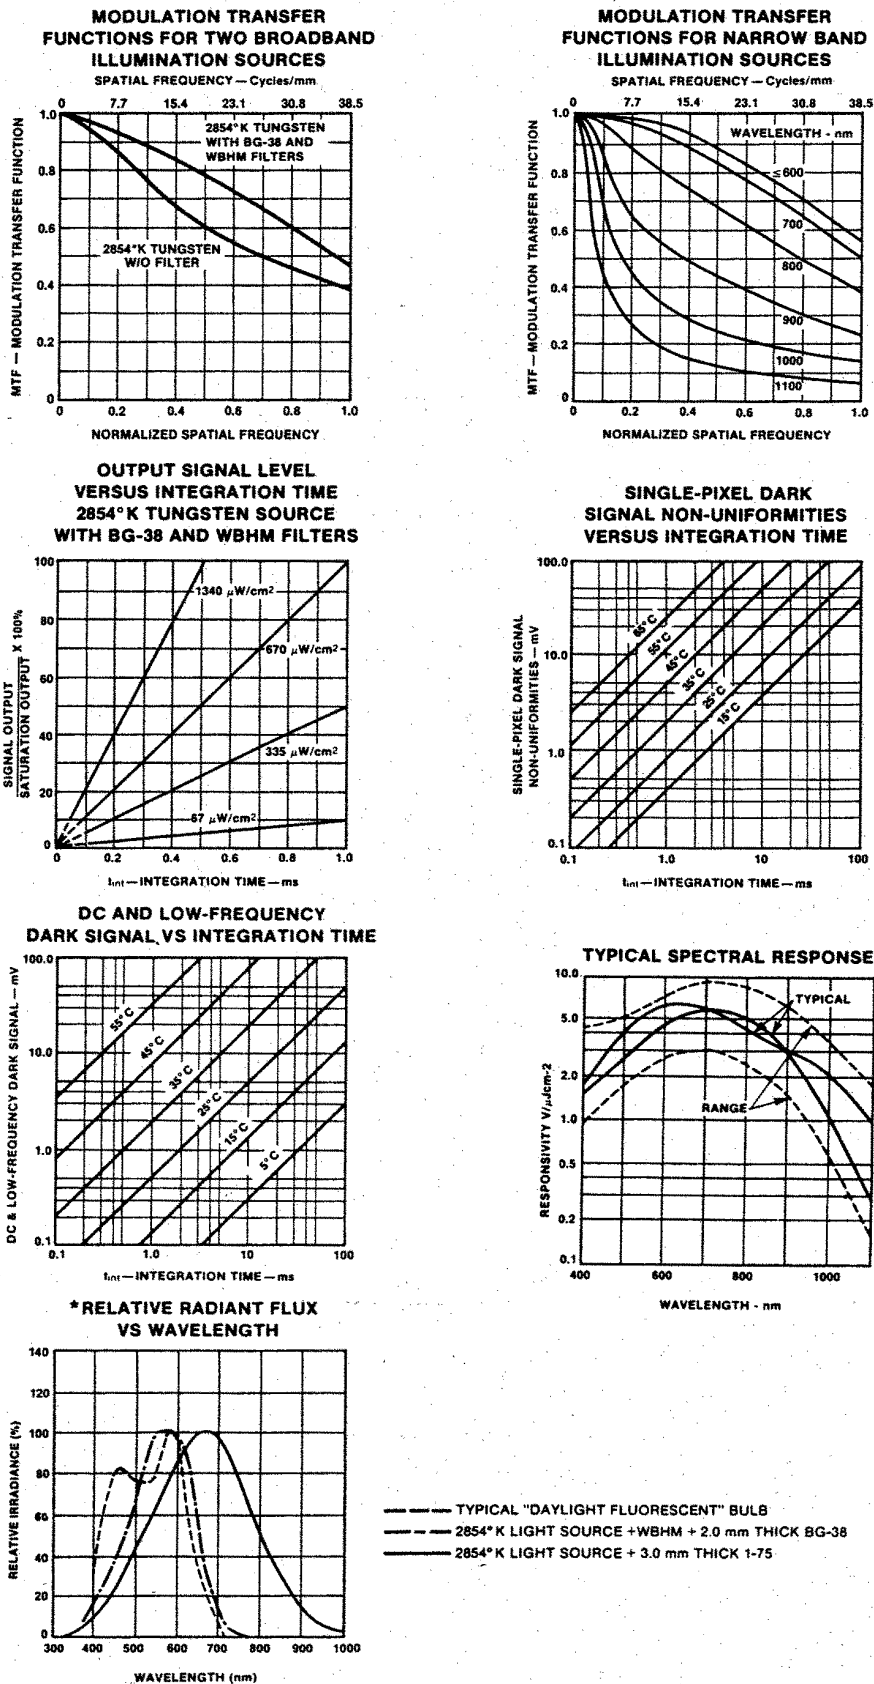 MODULATION TRANSFER
FUNCTIONS FOR TWO BROADBAND
ILLUMINATION SOURCES
SPATIAL FREQUENCY — Cycles/mm
0 7.7 15.4 23.1 30.8 38.5
1.0
0.8
0.6
0.4
0.2
0
MTF — MODULATION TRANSFER FUNCTION
2854°K TUNGSTEN
WITH BG-38 AND
WBHM FILTERS
2854°K TUNGSTEN
W/O FILTER
0 0.2 0.4 0.6 0.8 1.0
NORMALIZED SPATIAL FREQUENCY
MODULATION TRANSFER
FUNCTIONS FOR NARROW BAND
ILLUMINATION SOURCES
SPATIAL FREQUENCY — Cycles/mm
0 7.7 15.4 23.1 30.8 38.5
1.0
0.8
0.6
0.4
0.2
0
MTF — MODULATION TRANSFER FUNCTION
WAVELENGTH - nm
≤600
700
800
900
1000
1100
0 0.2 0.4 0.6 0.8 1.0
NORMALIZED SPATIAL FREQUENCY
OUTPUT SIGNAL LEVEL
VERSUS INTEGRATION TIME
2854°K TUNGSTEN SOURCE
WITH BG-38 AND WBHM FILTERS
100
80
60
40
20
0
SIGNAL OUTPUT
SATURATION OUTPUT X 100%
1340 µW/cm²
670 µW/cm²
335 µW/cm²
67 µW/cm²
0 0.2 0.4 0.6 0.8 1.0
tint—INTEGRATION TIME—ms
SINGLE-PIXEL DARK
SIGNAL NON-UNIFORMITIES
VERSUS INTEGRATION TIME
100.0
10.0
1.0
0.1
SINGLE-PIXEL DARK SIGNAL
NON-UNIFORMITIES—mV
65°C
55°C
45°C
35°C
25°C
15°C
0.1 1.0 10 100
tint—INTEGRATION TIME—ms
DC AND LOW-FREQUENCY
DARK SIGNAL VS INTEGRATION TIME
100.0
10.0
1.0
0.1
DC & LOW-FREQUENCY DARK SIGNAL — mV
55°C
45°C
35°C
25°C
15°C
5°C
0.1 1.0 10 100
tint—INTEGRATION TIME—ms
TYPICAL SPECTRAL RESPONSE
10.0
5.0
2.0
1.0
0.5
0.2
0.1
RESPONSIVITY V/µJcm-2
TYPICAL
RANGE
400 600 800 1000
WAVELENGTH - nm
*RELATIVE RADIANT FLUX
VS WAVELENGTH
140
120
100
80
60
40
20
0
RELATIVE IRRADIANCE (%)
300 400 500 600 700 800 900 1000
WAVELENGTH (nm)
TYPICAL "DAYLIGHT FLUORESCENT" BULB
2854°K LIGHT SOURCE +WBHM + 2.0 mm THICK BG-38
2854°K LIGHT SOURCE + 3.0 mm THICK 1-75